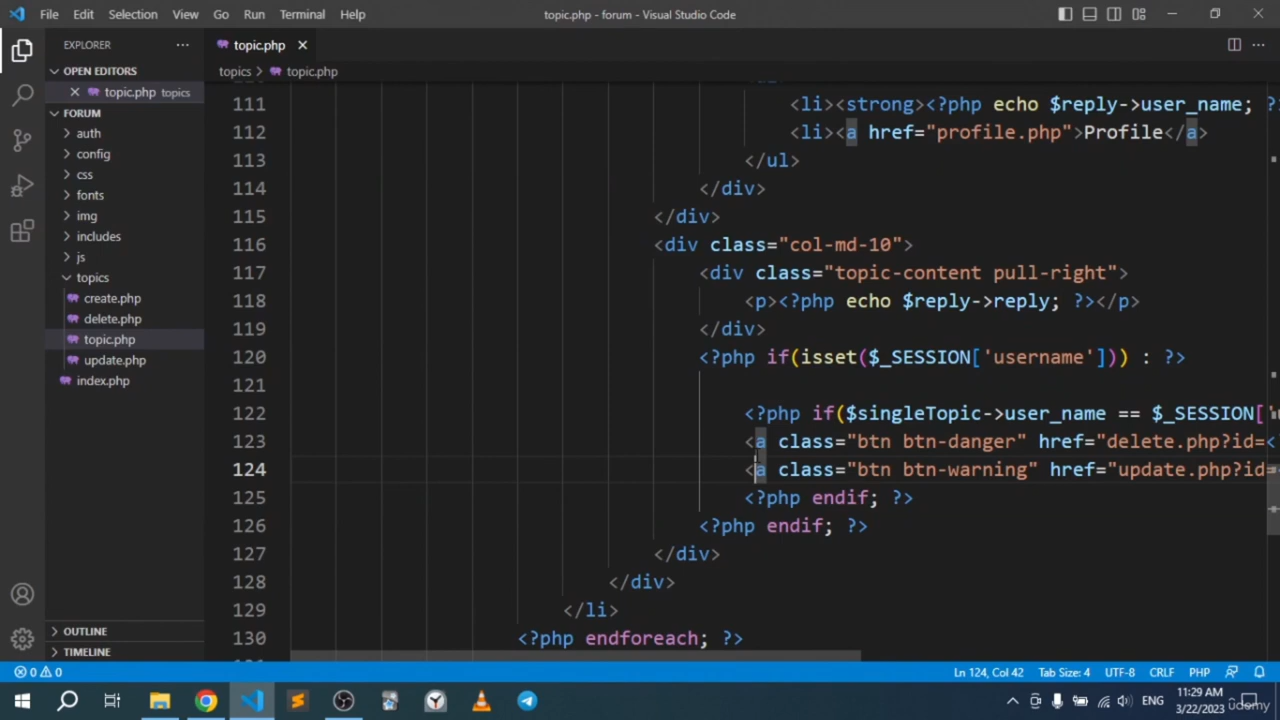 File Edit Selection View Go Run Terminal Help topic.php - forum - Visual Studio Code
EXPLORER
topic.php
OPEN EDITORS
topics > topic.php
topic.php topics
FORUM
auth
config
css
fonts
img
includes
js
topics
create.php
delete.php
topic.php
update.php
index.php
OUTLINE
TIMELINE
111 <li><strong><?php echo $reply->user_name; ?>
112 <li><a href="profile.php">Profile</a>
113 </ul>
114 </div>
115 </div>
116 <div class="col-md-10">
117 <div class="topic-content pull-right">
118 <p><?php echo $reply->reply; ?></p>
119 </div>
120 <?php if(isset($_SESSION['username'])) : ?>
121
122 <?php if($singleTopic->user_name == $_SESSION['
123 <a class="btn btn-danger" href="delete.php?id=<
124 <a class="btn btn-warning" href="update.php?id=<
125 <?php endif; ?>
126 <?php endif; ?>
127 </div>
128 </div>
129 </li>
130 <?php endforeach; ?>
0 0 Ln 124, Col 42 Tab Size: 4 UTF-8 CRLF PHP
ENG 11:29 AM
3/22/2023
udemy